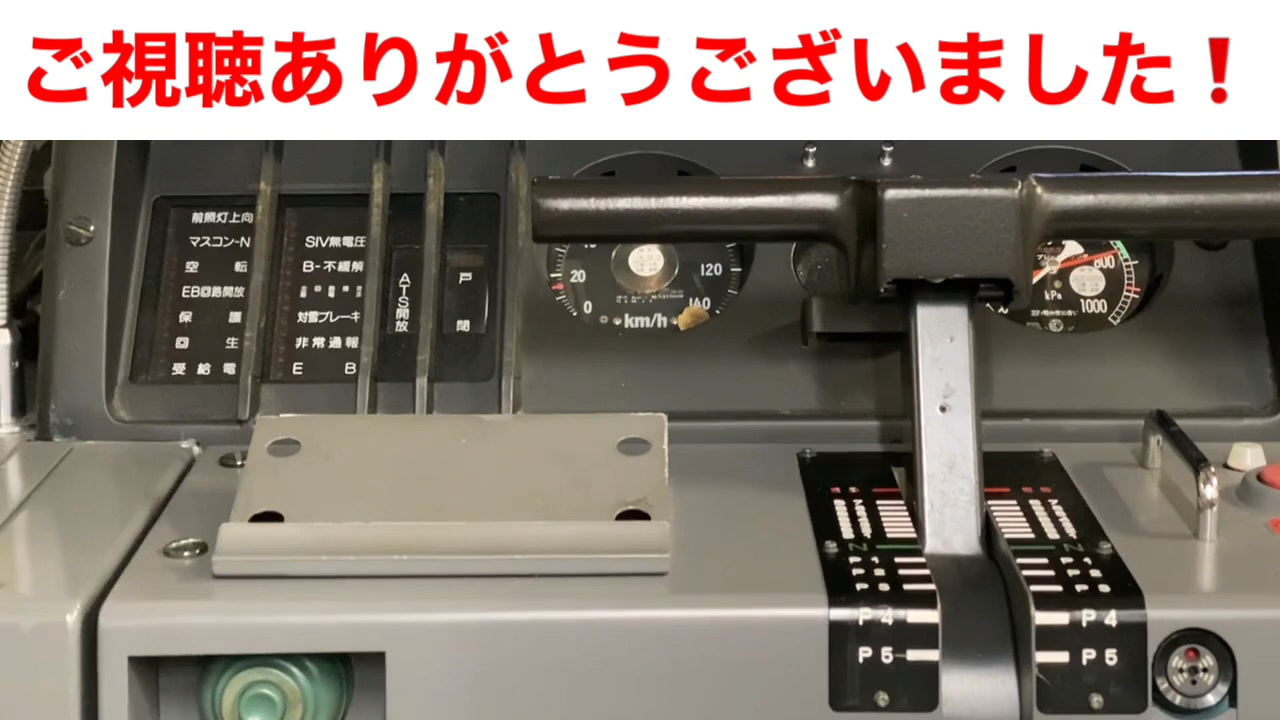 ご視聴ありがとうございました！
前照灯上向
マスコン-N
空転
EB回路開放
保護
回生
受給電
SIV無電圧
B-不緩解
対雪ブレーキ
非常通報
EB
ATS開放
戸閉
20
0
km/h
120
140
800
kPa
1000
N
N
P4
P4
P5
P5